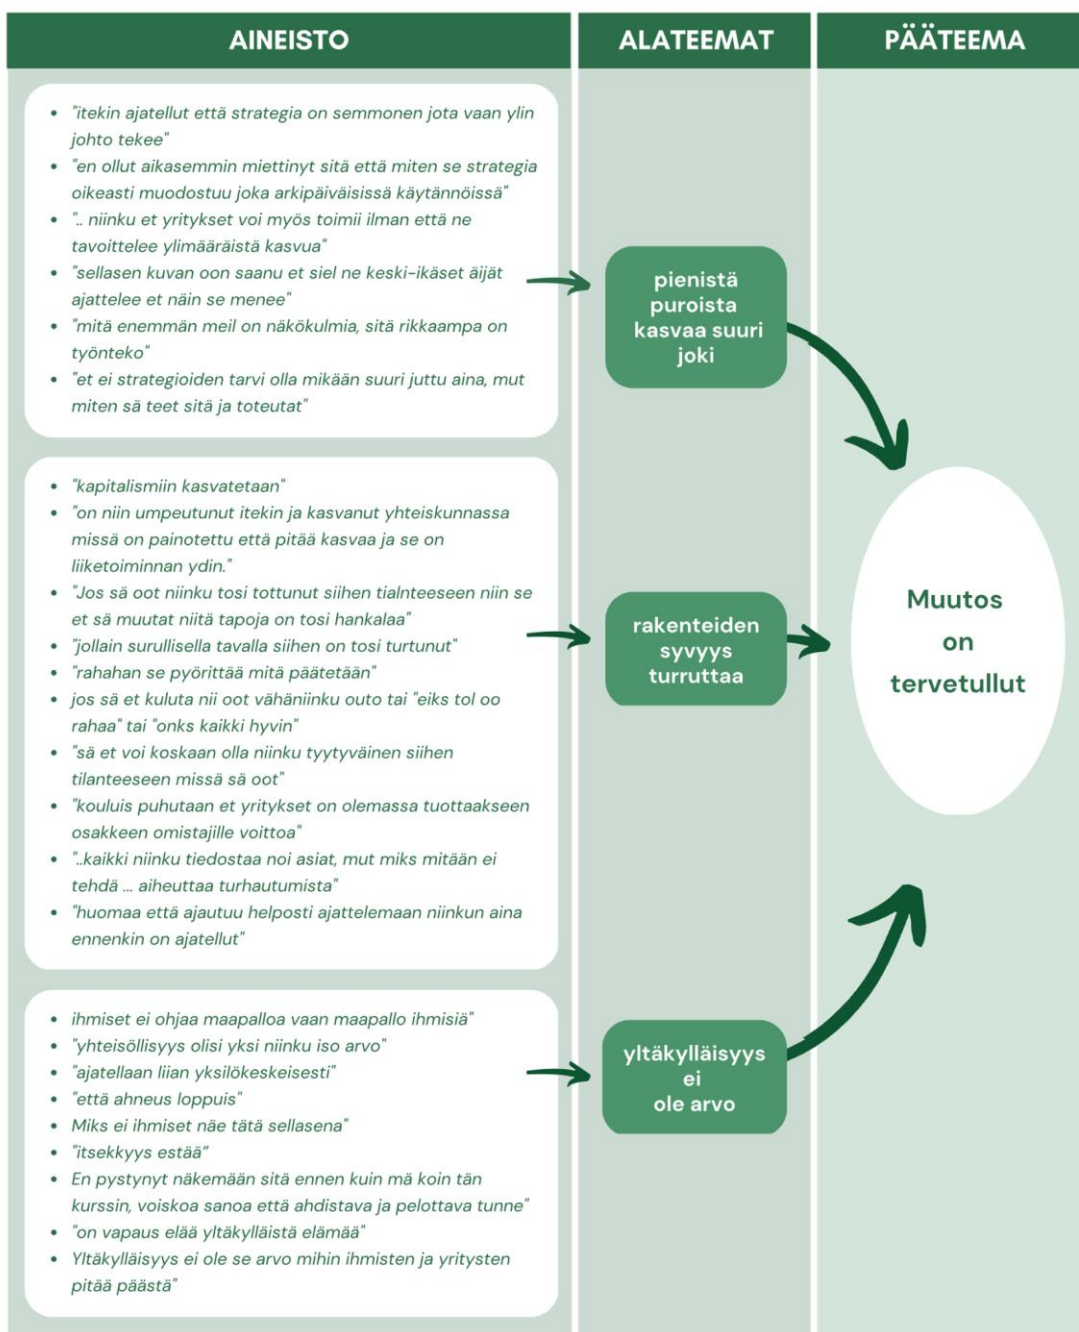 AINEISTO
ALATEEMAT
PÄÄTEEMA
• "itekin ajatellut että strategia on semmonen jota vaan ylin
johto tekee"
• "en ollut aikasemmin miettinyt sitä että miten se strategia
oikeasti muodostuu joka arkipäiväisissä käytännöissä"
• ".. niinku et yritykset voi myös toimii ilman että ne
tavoittelee ylimääräistä kasvua"
• "sellasen kuvan oon saanu et siel ne keski-ikäset äijät
ajattelee et näin se menee"
• "mitä enemmän meil on näkökulmia, sitä rikkaampa on
työnteko"
• "et ei strategioiden tarvi olla mikään suuri juttu aina, mut
miten sä teet sitä ja toteutat"
pienistä
puroista
kasvaa suuri
joki
• "kapitalismiin kasvatetaan"
• "on niin umpeutunut itekin ja kasvanut yhteiskunnassa
missä on painotettu että pitää kasvaa ja se on
liiketoiminnan ydin."
• "Jos sä oot niinku tosi tottunut siihen tialnteeseen niin se
et sä muutat niitä tapoja on tosi hankalaa"
• "jollain surullisella tavalla siihen on tosi turtunut"
• "rahahan se pyörittää mitä päätetään"
• jos sä et kuluta nii oot vähäniinku outo tai "eiks tol oo
rahaa" tai "onks kaikki hyvin"
• "sä et voi koskaan olla niinku tyytyväinen siihen
tilanteeseen missä sä oot"
• "kouluis puhutaan et yritykset on olemassa tuottaakseen
osakkeen omistajille voittoa"
• "..kaikki niinku tiedostaa noi asiat, mut miks mitään ei
tehdä ... aiheuttaa turhautumista"
• "huomaa että ajautuu helposti ajattelemaan niinkun aina
ennenkin on ajatellut"
rakenteiden
syvyys
turruttaa
Muutos
on
tervetullut
• ihmiset ei ohjaa maapalloa vaan maapallo ihmisiä"
• "yhteisöllisyys olisi yksi niinku iso arvo"
• "ajatellaan liian yksilökeskeisesti"
• "että ahneus loppuis"
• Miks ei ihmiset näe tätä sellasena"
• "itsekkyys estää”
• En pystynyt näkemään sitä ennen kuin mä koin tän
kurssin, voiskoa sanoa että ahdistava ja pelottava tunne"
• "on vapaus elää yltäkylläistä elämää"
• Yltäkylläisyys ei ole se arvo mihin ihmisten ja yritysten
pitää päästä"
yltäkylläisyys
ei
ole arvo